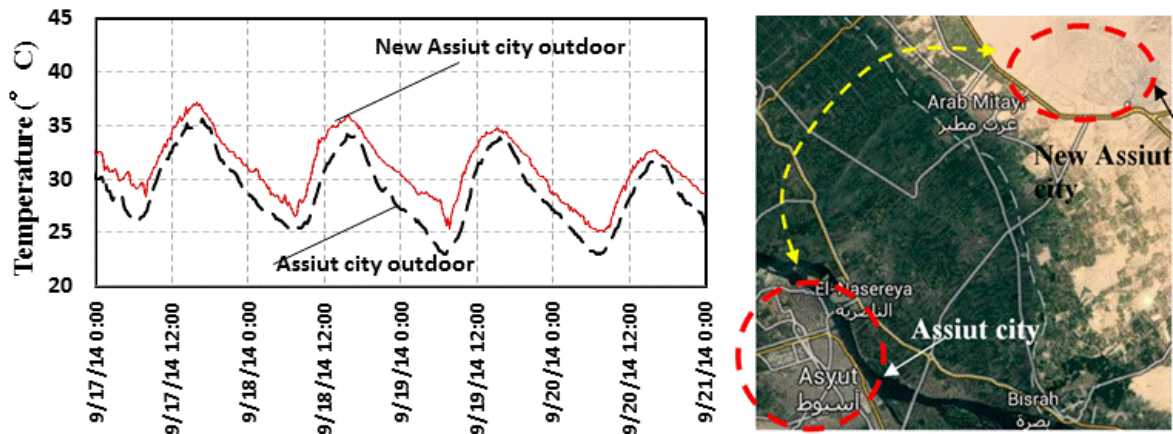 45
40
35
30
25
20
Temperature (° C)
New Assiut city outdoor
Assiut city outdoor
9/17/14 0:00
9/17/14 12:00
9/18/14 0:00
9/18/14 12:00
9/19/14 0:00
9/19/14 12:00
9/20/14 0:00
9/20/14 12:00
9/21/14 0:00
Arab Mitayr
عرب مطير
New Assiut
city
El-Nasereya
الناصرية
Assiut city
Asyut
أسيوط
Bisrah
بصرة